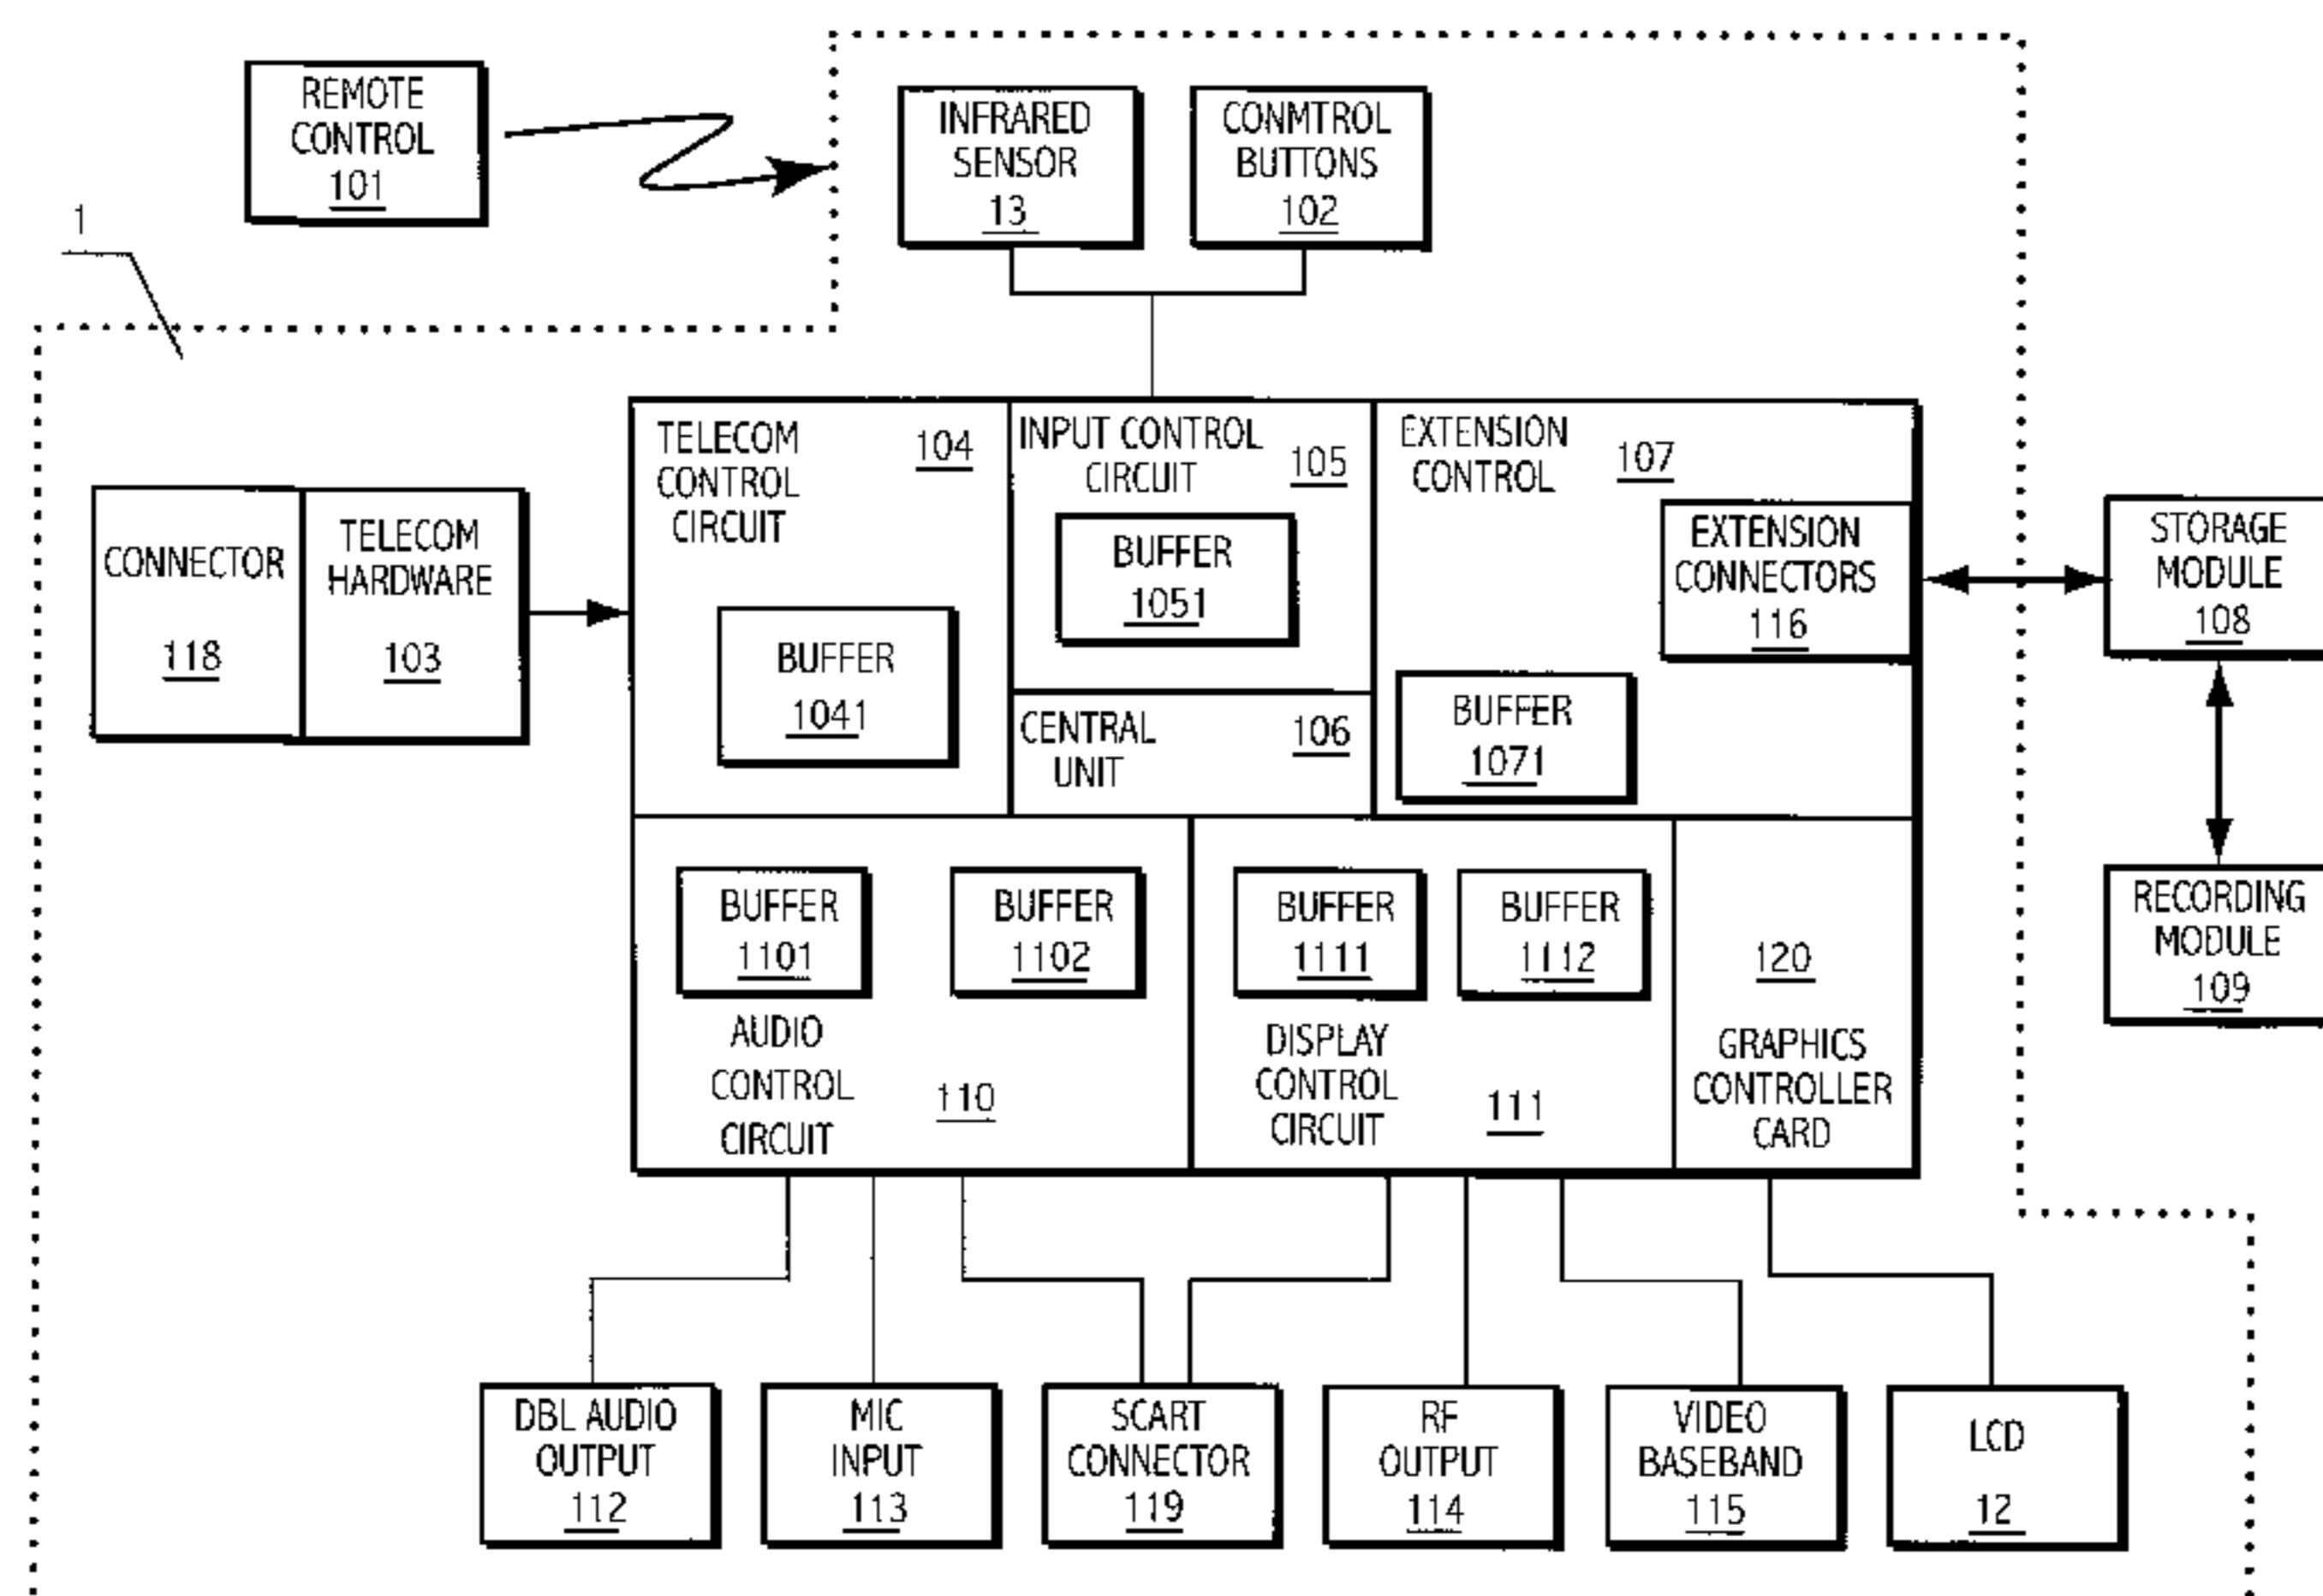 REMOTE
CONTROL
101
1
INFRARED
SENSOR
13
CONMTROL
BUTTONS
102
CONNECTOR
118
TELECOM
HARDWARE
103
TELECOM
CONTROL
CIRCUIT
104
BUFFER
1041
INPUT CONTROL
CIRCUIT
105
BUFFER
1051
CENTRAL
UNIT
106
EXTENSION
CONTROL
107
EXTENSION
CONNECTORS
116
BUFFER
1071
STORAGE
MODULE
108
RECORDING
MODULE
109
BUFFER
1101
BUFFER
1102
AUDIO
CONTROL
CIRCUIT
110
BUFFER
1111
BUFFER
1112
DISPLAY
CONTROL
CIRCUIT
111
120
GRAPHICS
CONTROLLER
CARD
DBL AUDIO
OUTPUT
112
MIC
INPUT
113
SCART
CONNECTOR
119
RF
OUTPUT
114
VIDEO
BASEBAND
115
LCD
12